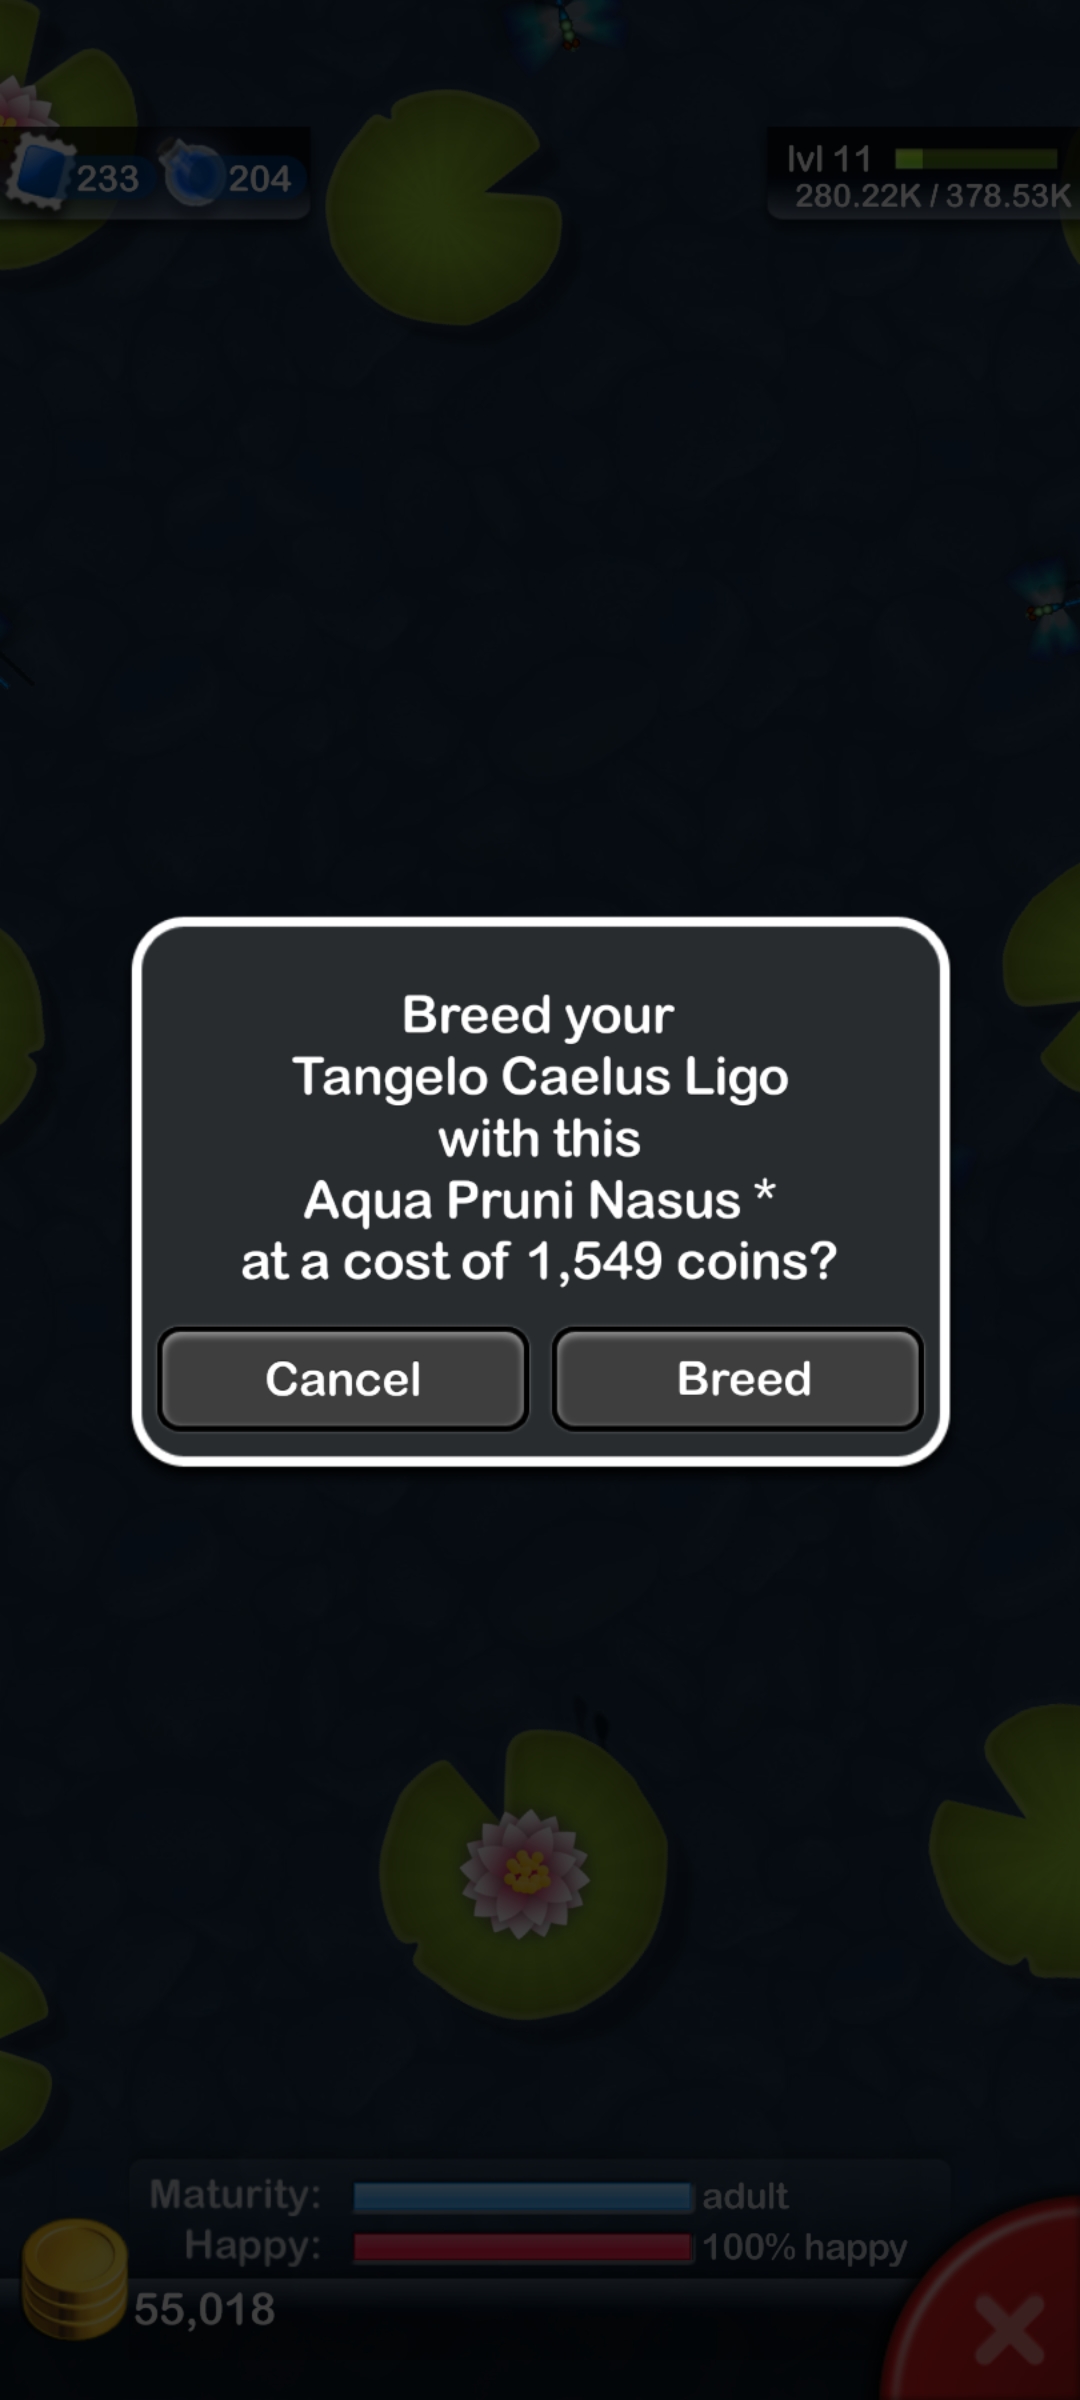 233 204
lvl 11
280.22K / 378.53K
Breed your
Tangelo Caelus Ligo
with this
Aqua Pruni Nasus *
at a cost of 1,549 coins?
Cancel Breed
Maturity: adult
Happy: 100% happy
55,018